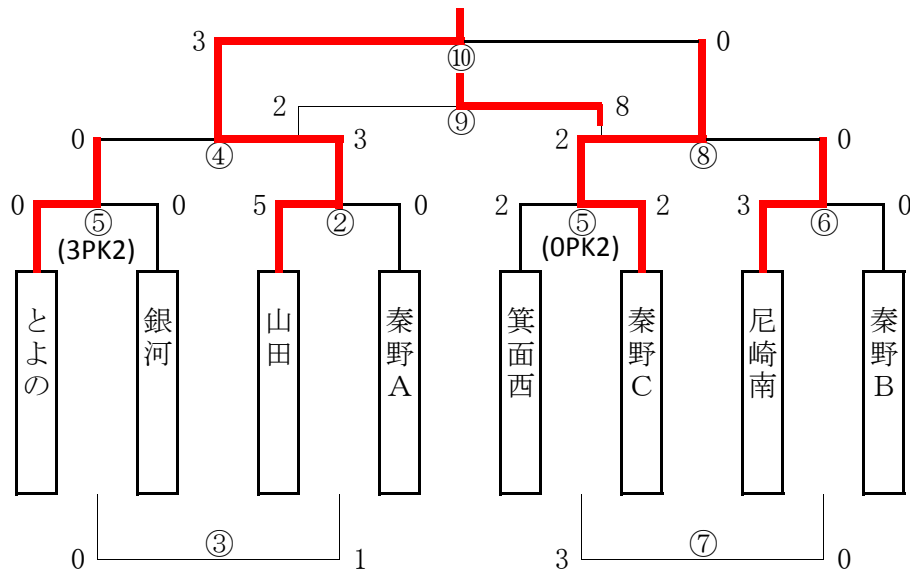 3 ⑩ 0
2 ⑨ 8
0 ④ 3 2 ⑧ 0
0 ⑤ 0 5 ② 0 2 ⑤ 2 3 ⑥ 0
(3PK2) (0PK2)
とよの
銀河
山田
秦野A
箕面西
秦野C
尼崎南
秦野B
0 ③ 1 3 ⑦ 0